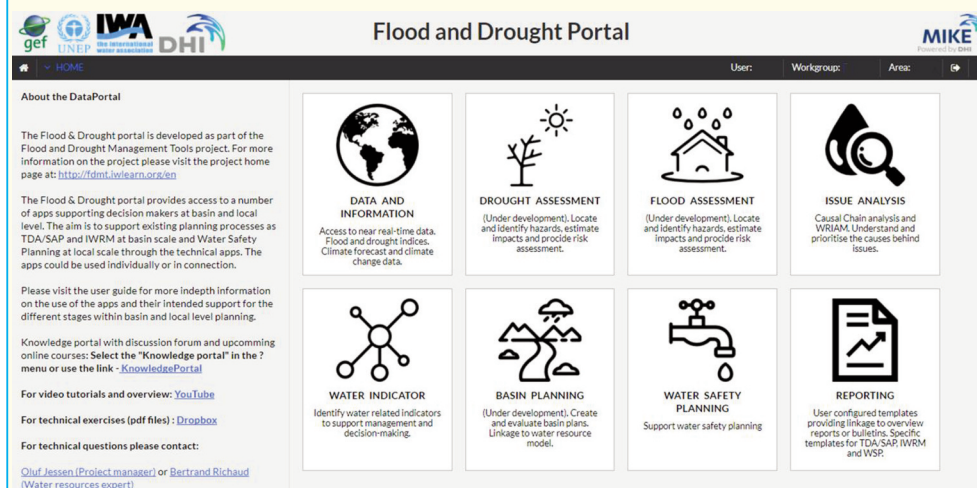 gef
UNEP
IWA
the international
water association
DHI
Flood and Drought Portal
MIKE
Powered by DHI
HOME
User:
Workgroup:
Area:
About the DataPortal
The Flood & Drought portal is developed as part of the
Flood and Drought Management Tools project. For more
information on the project please visit the project home
page at: http://fdmt.iwlearn.org/en
The Flood & Drought portal provides access to a number
of apps supporting decision makers at basin and local
level. The aim is to support existing planning processes as
TDA/SAP and IWRM at basin scale and Water Safety
Planning at local scale through the technical apps. The
apps could be used individually or in connection.
Please visit the user guide for more indepth information
on the use of the apps and their intended support for the
different stages within basin and local level planning.
Knowledge portal with discussion forum and upcomming
online courses: Select the "Knowledge portal" in the ?
menu or use the link - KnowledgePortal
For video tutorials and overview: YouTube
For technical exercises (pdf files) : Dropbox
For technical questions please contact:
Oluf Jessen (Project manager) or Bertrand Richaud
(Water resources expert)
DATA AND
INFORMATION
Access to near real-time data.
Flood and drought indices.
Climate forecast and climate
change data.
DROUGHT ASSESSMENT
(Under development). Locate
and identify hazards, estimate
impacts and procide risk
assessment.
FLOOD ASSESSMENT
(Under development). Locate
and identify hazards, estimate
impacts and procide risk
assessment.
ISSUE ANALYSIS
Causal Chain analysis and
WRIAM. Understand and
prioritise the causes behind
issues.
WATER INDICATOR
Identify water related indicators
to support management and
decision-making.
BASIN PLANNING
(Under development). Create
and evaluate basin plans.
Linkage to water resource
model.
WATER SAFETY
PLANNING
Support water safety planning
REPORTING
User configured templates
providing linkage to overview
reports or bulletins. Specific
templates for TDA/SAP, IWRM
and WSP.